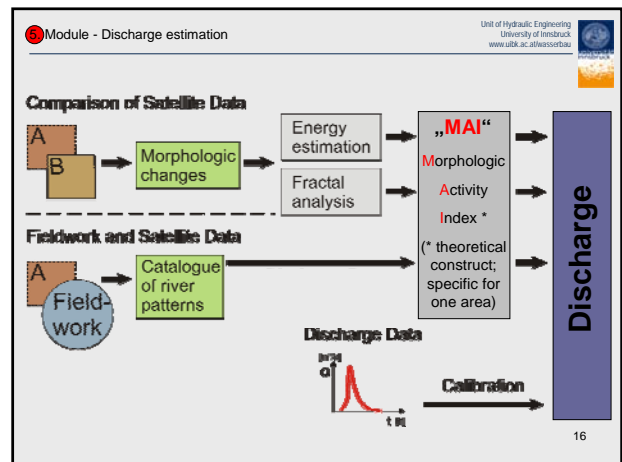 5. Module - Discharge estimation
Unit of Hydraulic Engineering
University of Innsbruck
www.uibk.ac.at/wasserbau
Comparison of Satellite Data
A
B
Morphologic
changes
Energy
estimation
Fractal
analysis
„MAI“
Morphologic
Activity
Index *
(* theoretical
construct;
specific for
one area)
Discharge
Fieldwork and Satellite Data
A
Field-
work
Catalogue
of river
patterns
Discharge Data
Q
t
Calibration
16